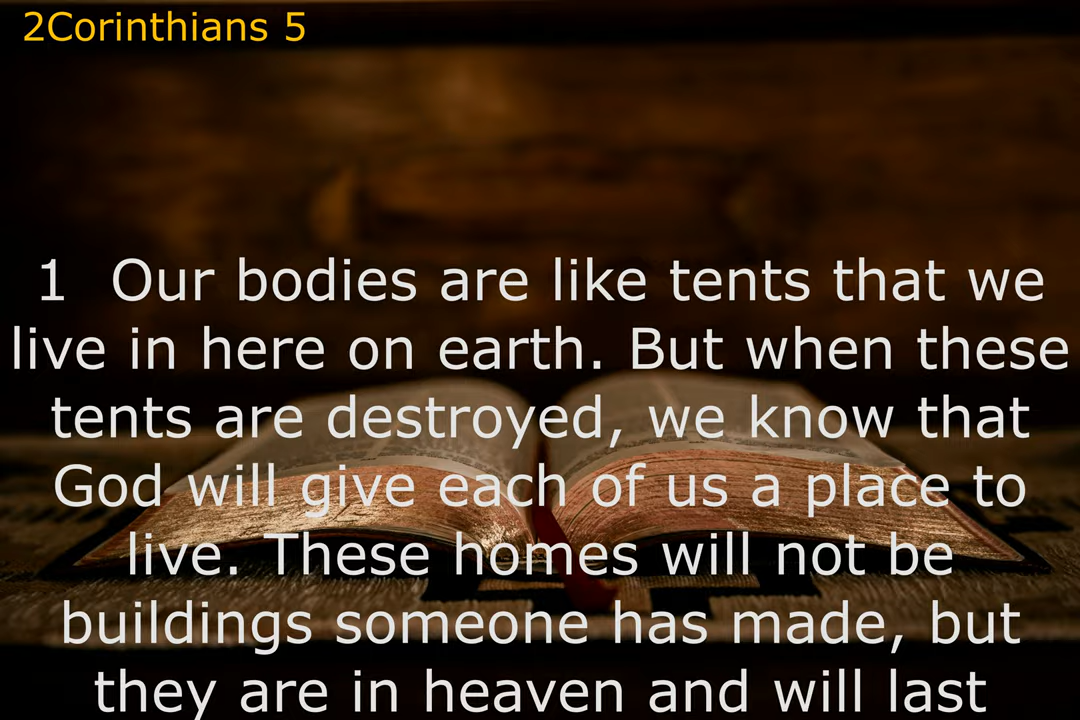 2Corinthians 5
1 Our bodies are like tents that we
live in here on earth. But when these
tents are destroyed, we know that
God will give each of us a place to
live. These homes will not be
buildings someone has made, but
they are in heaven and will last